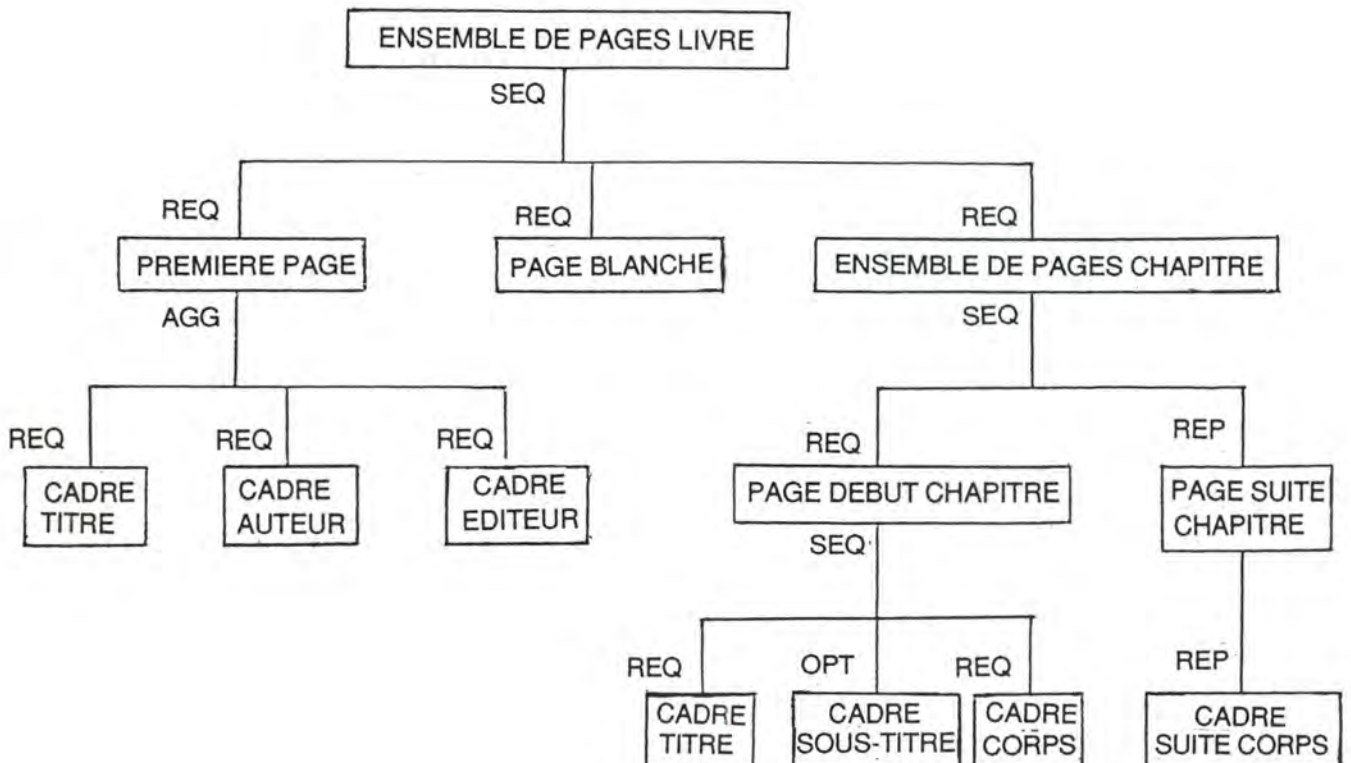 ENSEMBLE DE PAGES LIVRE
SEQ
REQ
REQ
REQ
PREMIERE PAGE
PAGE BLANCHE
ENSEMBLE DE PAGES CHAPITRE
AGG
SEQ
REQ
REQ
REQ
REQ
REP
CADRE
TITRE
CADRE
AUTEUR
CADRE
EDITEUR
PAGE DEBUT CHAPITRE
PAGE SUITE
CHAPITRE
SEQ
REQ
OPT
REQ
REP
CADRE
TITRE
CADRE
SOUS-TITRE
CADRE
CORPS
CADRE
SUITE CORPS